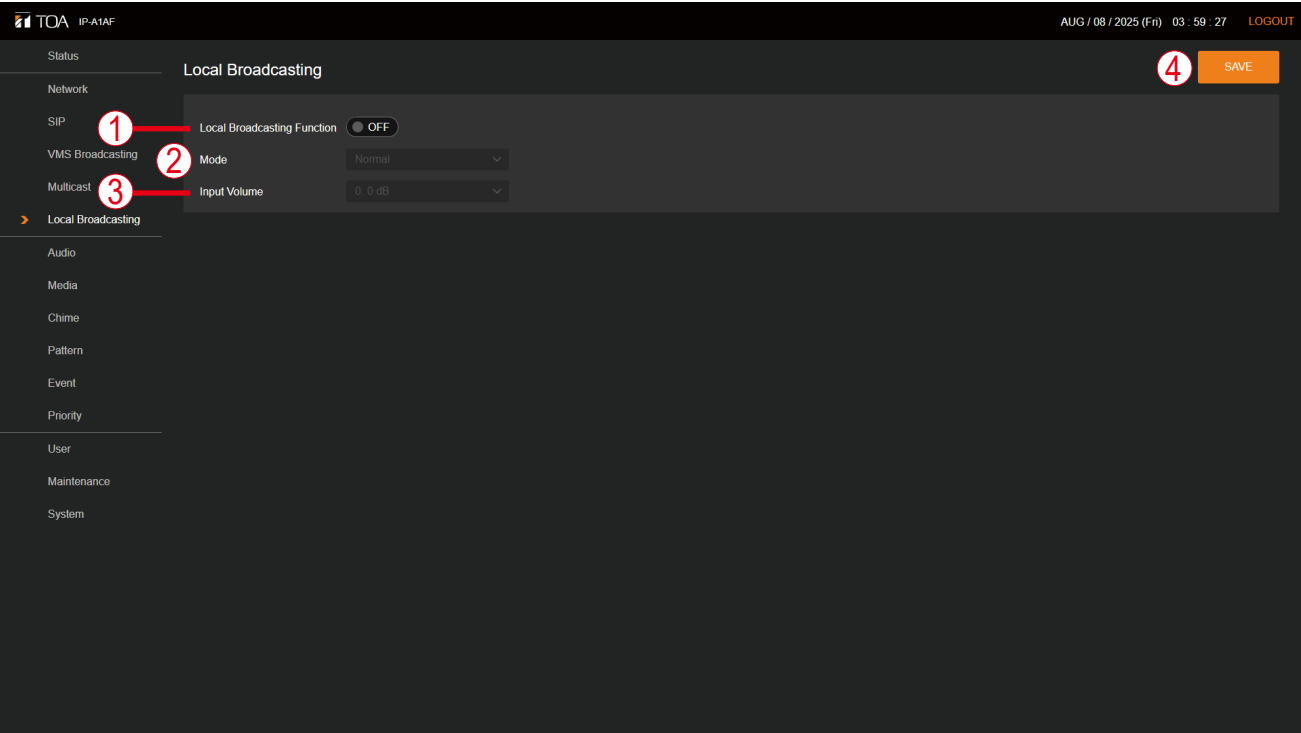 TOA IP-A1AF AUG / 08 / 2025 (Fri) 03 : 59 : 27 LOGOUT
Status
Network
SIP
VMS Broadcasting
Multicast
Local Broadcasting
Audio
Media
Chime
Pattern
Event
Priority
User
Maintenance
System
Local Broadcasting
4 SAVE
1 Local Broadcasting Function OFF
2 Mode Normal
3 Input Volume 0. 0 dB